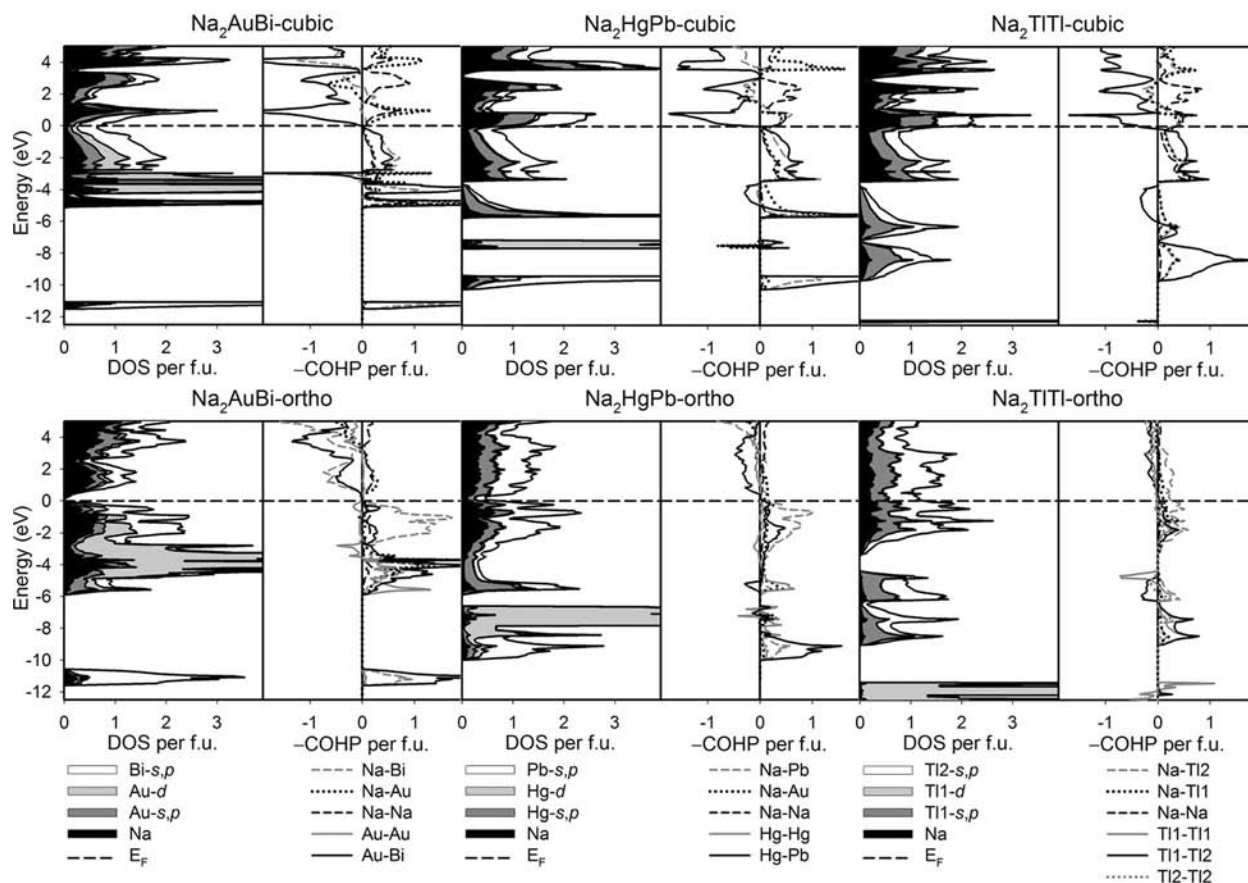 Na2AuBi-cubic Na2HgPb-cubic Na2TlTl-cubic
4
2
0
-2
-4
-6
-8
-10
-12
Energy (eV)
0 1 2 3 -1 0 1 0 1 2 3 -1 0 1 0 1 2 3 -1 0 1
DOS per f.u. –COHP per f.u. DOS per f.u. –COHP per f.u. DOS per f.u. –COHP per f.u.
Na2AuBi-ortho Na2HgPb-ortho Na2TlTl-ortho
4
2
0
-2
-4
-6
-8
-10
-12
Energy (eV)
0 1 2 3 -1 0 1 0 1 2 3 -1 0 1 0 1 2 3 -1 0 1
DOS per f.u. –COHP per f.u. DOS per f.u. –COHP per f.u. DOS per f.u. –COHP per f.u.
Bi-s,p Na-Bi Pb-s,p Na-Pb Tl2-s,p Na-Tl2
Au-d Na-Au Hg-d Na-Au Tl1-d Na-Tl1
Au-s,p Na-Na Hg-s,p Na-Na Tl1-s,p Na-Na
Na Au-Au Na Hg-Hg Na Tl1-Tl1
EF Au-Bi EF Hg-Pb EF Tl1-Tl2
Tl2-Tl2